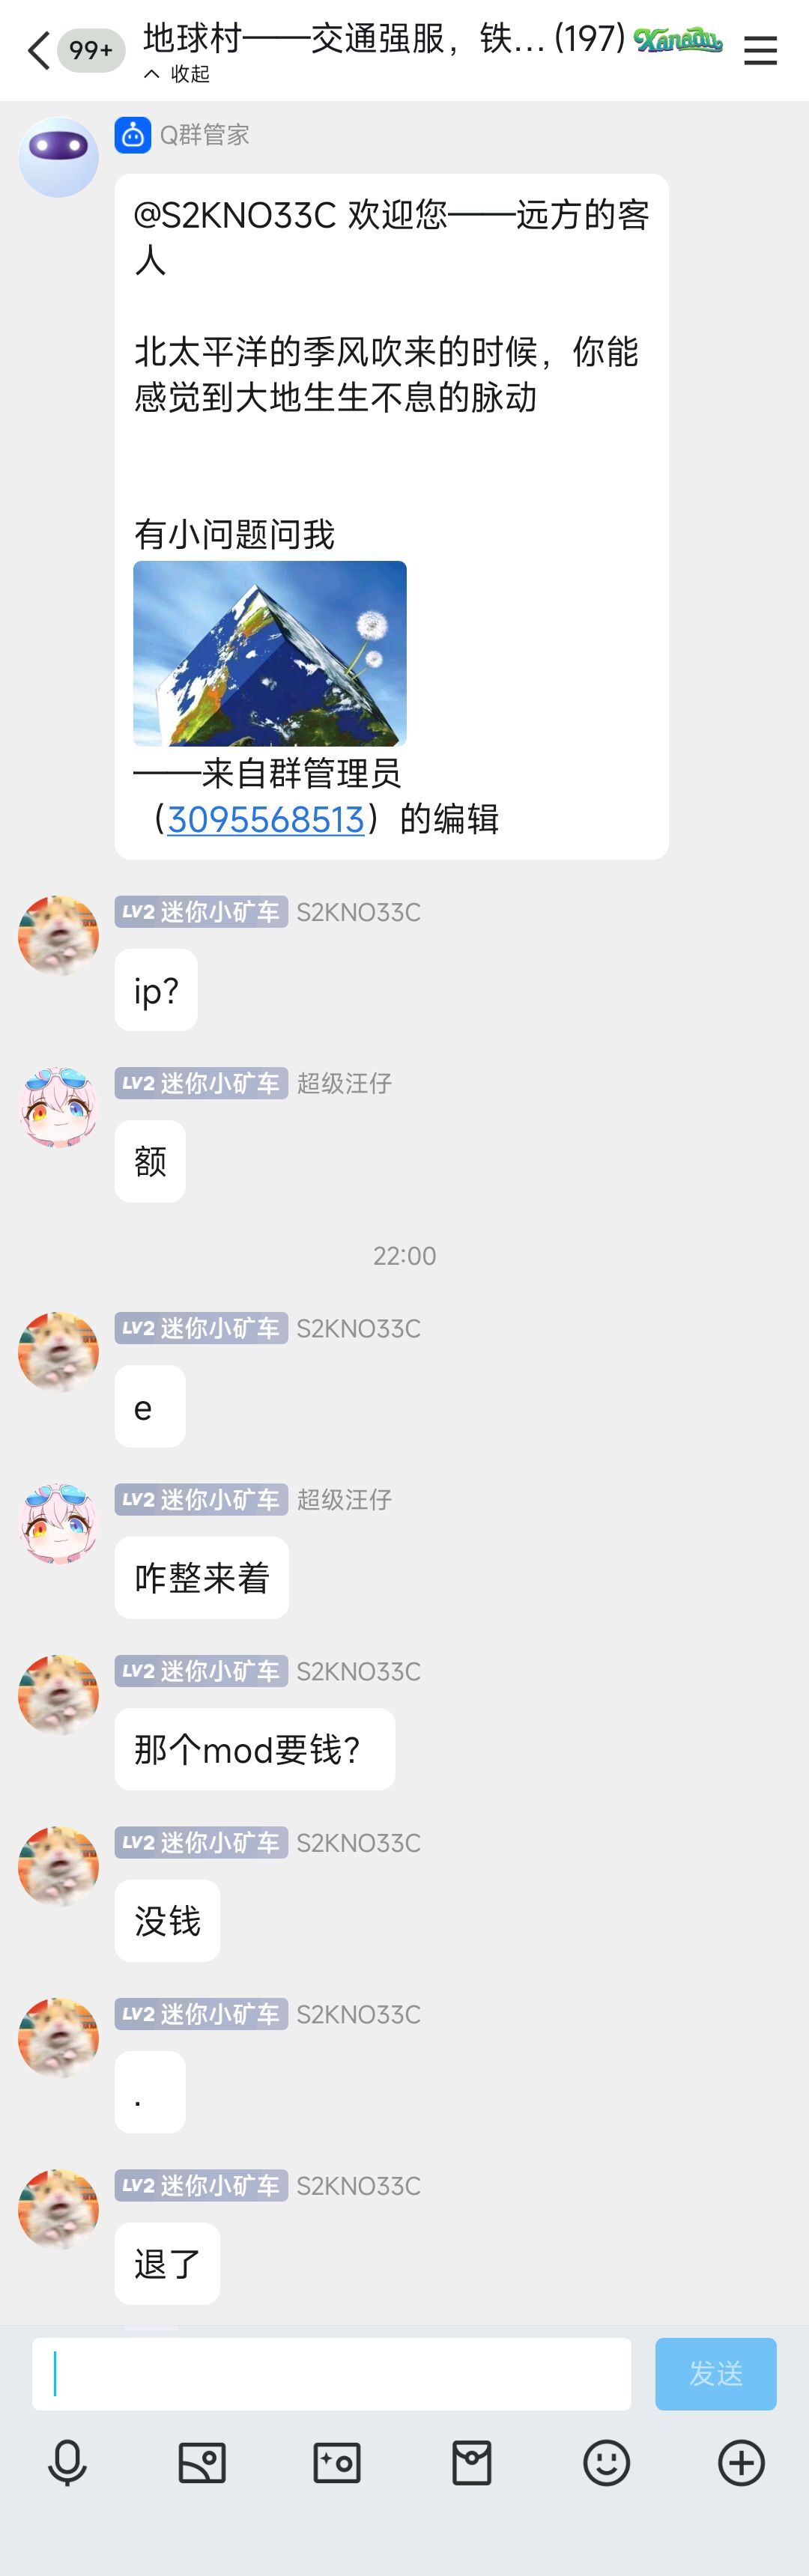 99+
地球村——交通强服，铁... (197)
Xanadu
收起
Q群管家
@S2KNO33C 欢迎您——远方的客
人
北太平洋的季风吹来的时候，你能
感觉到大地生生不息的脉动
有小问题问我
——来自群管理员
（3095568513）的编辑
LV2 迷你小矿车 S2KNO33C
ip?
LV2 迷你小矿车 超级汪仔
额
22:00
LV2 迷你小矿车 S2KNO33C
e
LV2 迷你小矿车 超级汪仔
咋整来着
LV2 迷你小矿车 S2KNO33C
那个mod要钱？
LV2 迷你小矿车 S2KNO33C
没钱
LV2 迷你小矿车 S2KNO33C
.
LV2 迷你小矿车 S2KNO33C
退了
发送